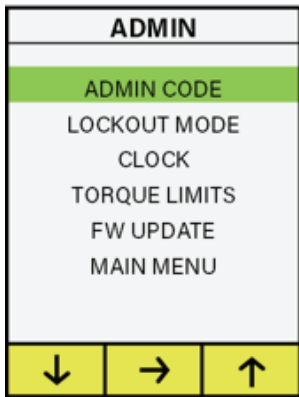 ADMIN
ADMIN CODE
LOCKOUT MODE
CLOCK
TORQUE LIMITS
FW UPDATE
MAIN MENU
↓ → ↑